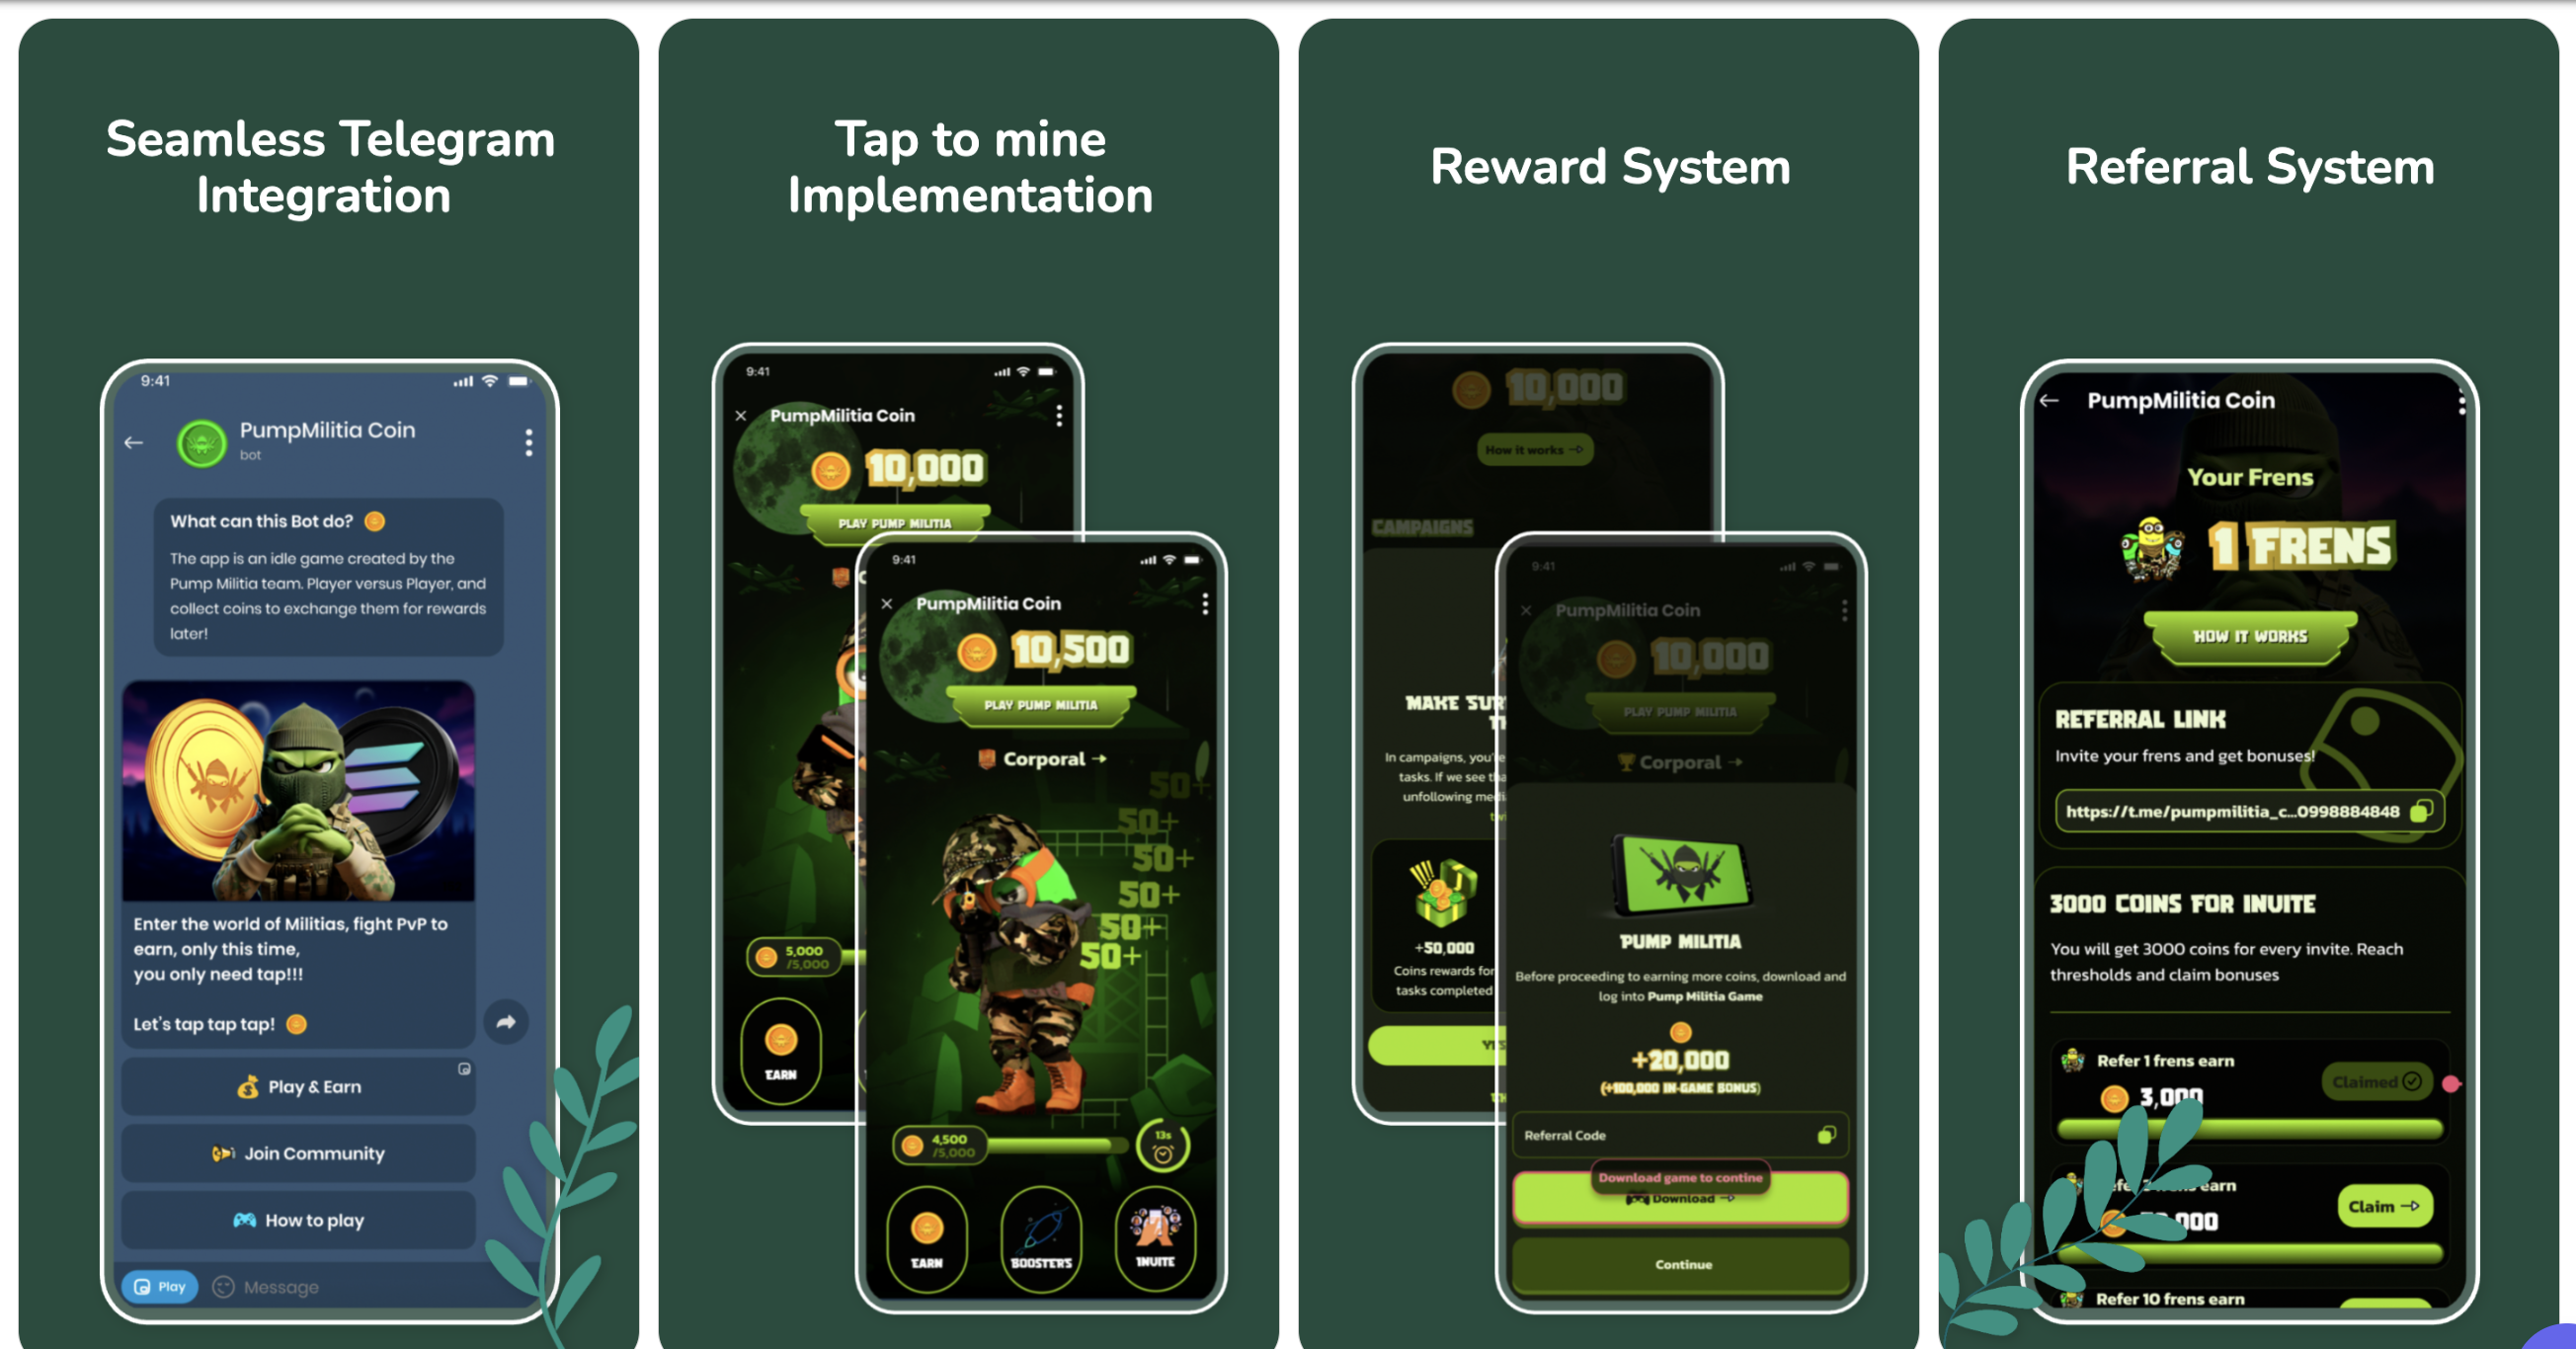 Seamless Telegram
Integration
9:41
PumpMilitia Coin
bot
What can this Bot do?
The app is an idle game created by the
Pump Militia team. Player versus Player, and
collect coins to exchange them for rewards
later!
Enter the world of Militias, fight PvP to
earn, only this time,
you only need tap!!!
Let's tap tap tap!
Play & Earn
Join Community
How to play
Play
Message
Tap to mine
Implementation
9:41
PumpMilitia Coin
10,000
PLAY PUMP MILITIA
5,000
/5,000
EARN
9:41
PumpMilitia Coin
10,500
PLAY PUMP MILITIA
Corporal
50+
50+
50+
50+
50+
50+
4,500
/5,000
13s
EARN
BOOSTERS
INVITE
Reward System
10,000
How it works
CAMPAIGNS
MAKE
In campaigns,
tasks. If we see
unfollowing
+50,000
Coins rewards for
tasks completed
9:41
PumpMilitia Coin
10,000
PLAY PUMP MILITIA
Corporal
PUMP MILITIA
Before proceeding to earning more coins, download and
log into Pump Militia Game
+20,000
(+100,000 IN-GAME BONUS)
Referral Code
Download game to contine
Download
Continue
Referral System
PumpMilitia Coin
Your Frens
1 FRENS
HOW IT WORKS
REFERRAL LINK
Invite your frens and get bonuses!
https://t.me/pumpmilitia_c...0998884848
3000 COINS FOR INVITE
You will get 3000 coins for every invite. Reach
thresholds and claim bonuses
Refer 1 frens earn
Claimed
3,000
earn
Claim
Refer 10 frens earn